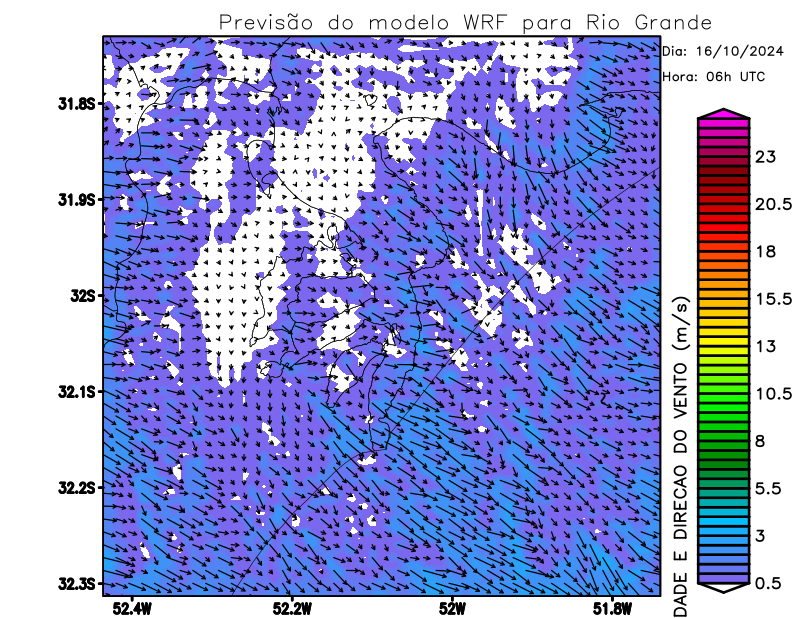 Previsão do modelo WRF para Rio Grande
Dia: 16/10/2024
Hora: 06h UTC
31.8S
31.9S
32S
32.1S
32.2S
32.3S
52.4W
52.2W
52W
51.8W
DADE E DIRECAO DO VENTO (m/s)
23
20.5
18
15.5
13
10.5
8
5.5
3
0.5